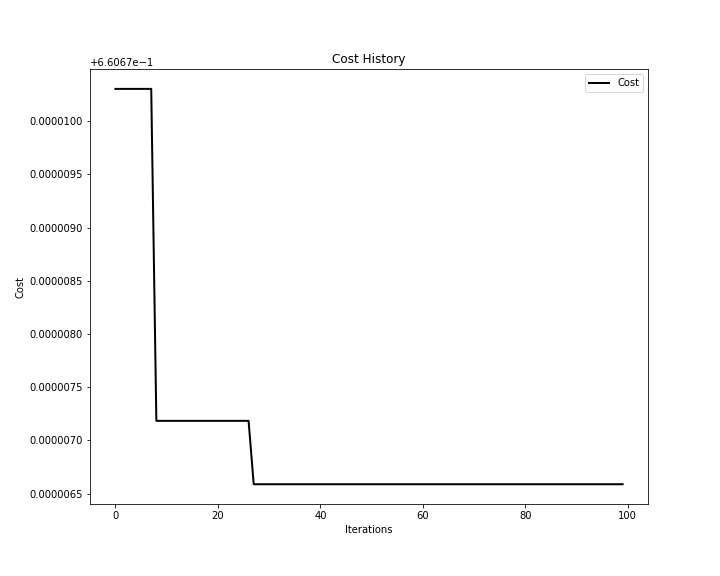 Cost History
+6.6067e−1
Cost
0.0000100
0.0000095
0.0000090
0.0000085
0.0000080
0.0000075
0.0000070
0.0000065
Cost
0 20 40 60 80 100
Iterations